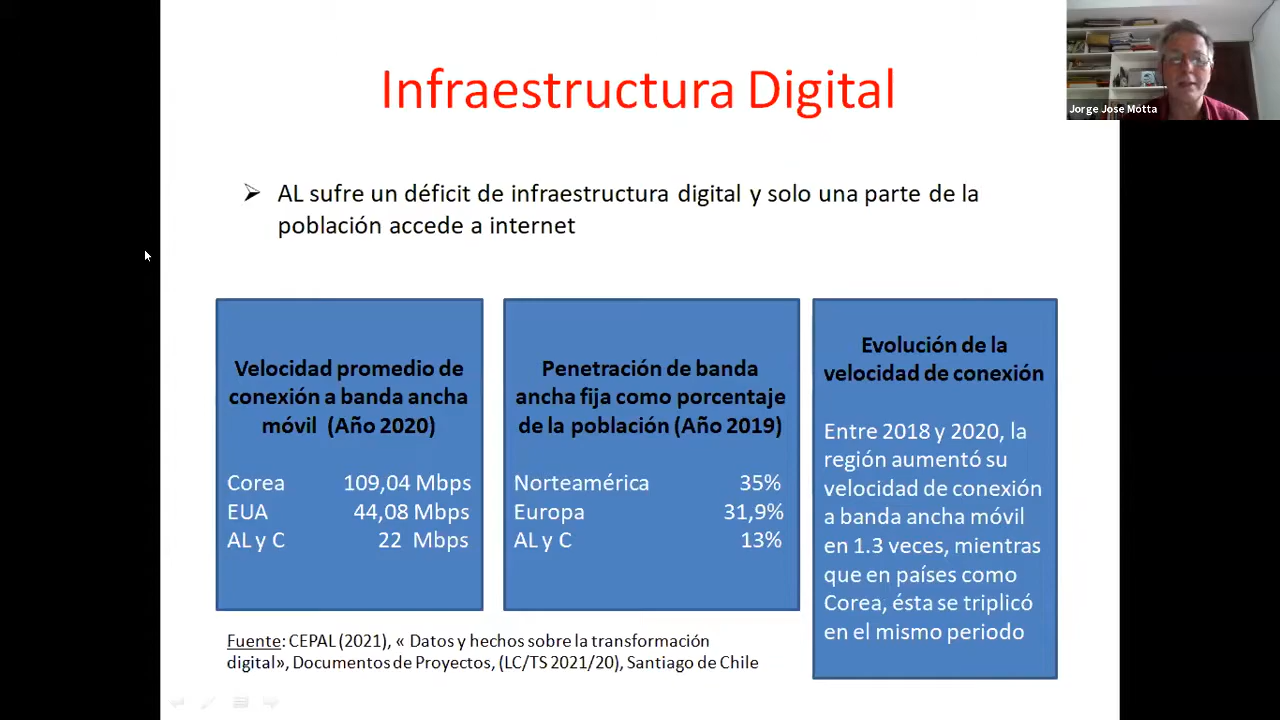 Infraestructura Digital
Jorge Jose Motta
AL sufre un déficit de infraestructura digital y solo una parte de la
población accede a internet
Velocidad promedio de
conexión a banda ancha
móvil (Año 2020)
Corea 109,04 Mbps
EUA 44,08 Mbps
AL y C 22 Mbps
Penetración de banda
ancha fija como porcentaje
de la población (Año 2019)
Norteamérica 35%
Europa 31,9%
AL y C 13%
Evolución de la
velocidad de conexión
Entre 2018 y 2020, la
región aumentó su
velocidad de conexión
a banda ancha móvil
en 1.3 veces, mientras
que en países como
Corea, ésta se triplicó
en el mismo periodo
Fuente: CEPAL (2021), « Datos y hechos sobre la transformación
digital», Documentos de Proyectos, (LC/TS 2021/20), Santiago de Chile